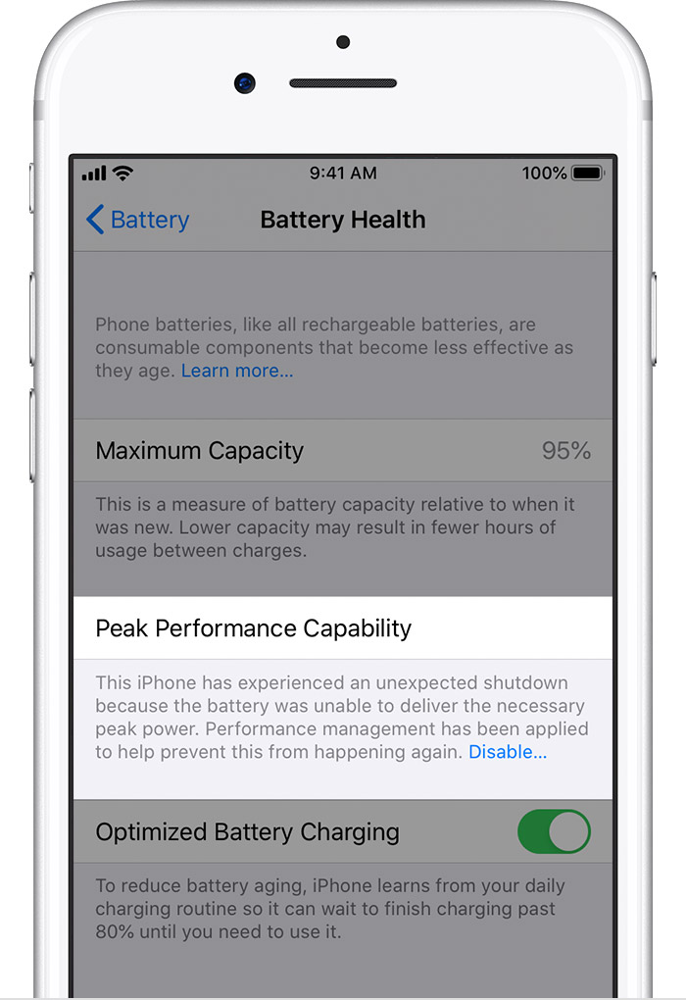 9:41 AM
100%
Battery
Battery Health
Phone batteries, like all rechargeable batteries, are
consumable components that become less effective as
they age. Learn more...
Maximum Capacity
95%
This is a measure of battery capacity relative to when it
was new. Lower capacity may result in fewer hours of
usage between charges.
Peak Performance Capability
This iPhone has experienced an unexpected shutdown
because the battery was unable to deliver the necessary
peak power. Performance management has been applied
to help prevent this from happening again. Disable...
Optimized Battery Charging
To reduce battery aging, iPhone learns from your daily
charging routine so it can wait to finish charging past
80% until you need to use it.